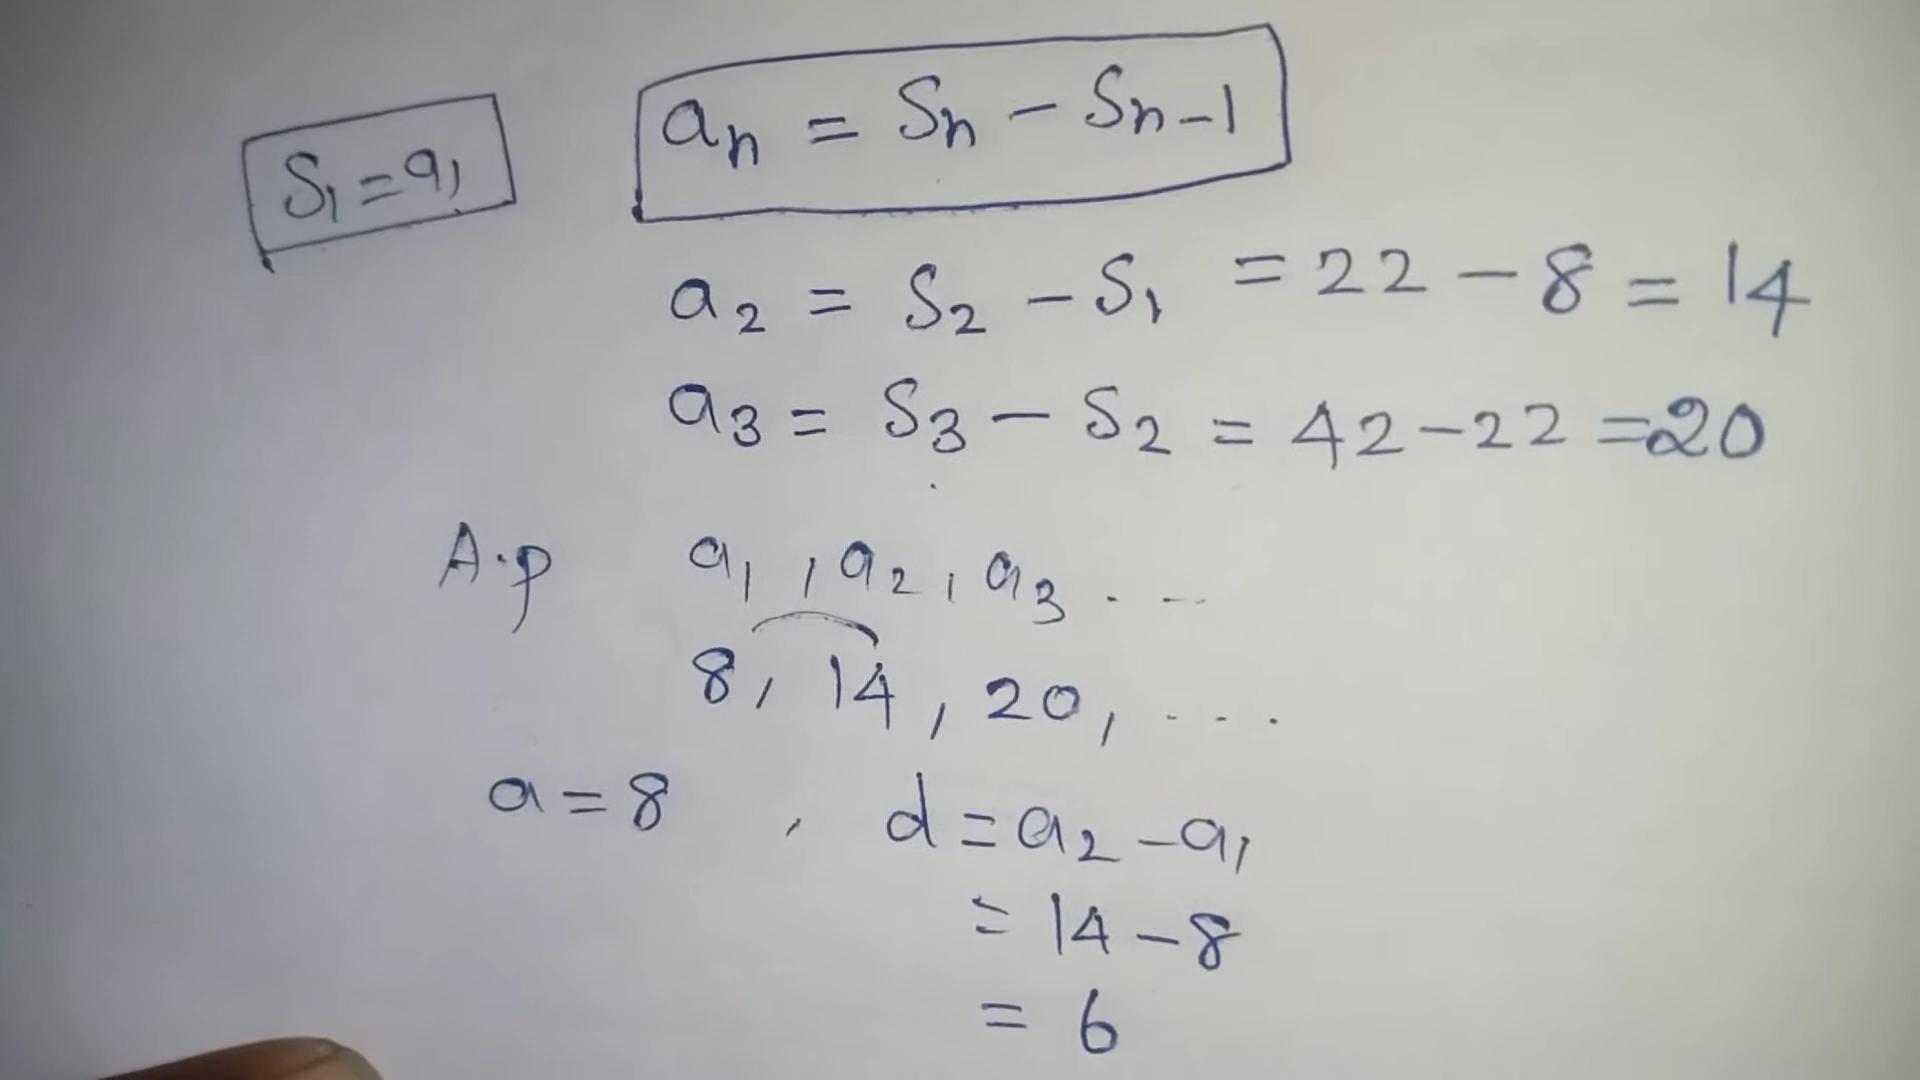 S₁ = a₁
aₙ = Sₙ - Sₙ₋₁
a₂ = S₂ - S₁ = 22 - 8 = 14
a₃ = S₃ - S₂ = 42 - 22 = 20
A.p a₁, a₂, a₃ . . .
8, 14, 20, . . .
a = 8 , d = a₂ - a₁
= 14 - 8
= 6